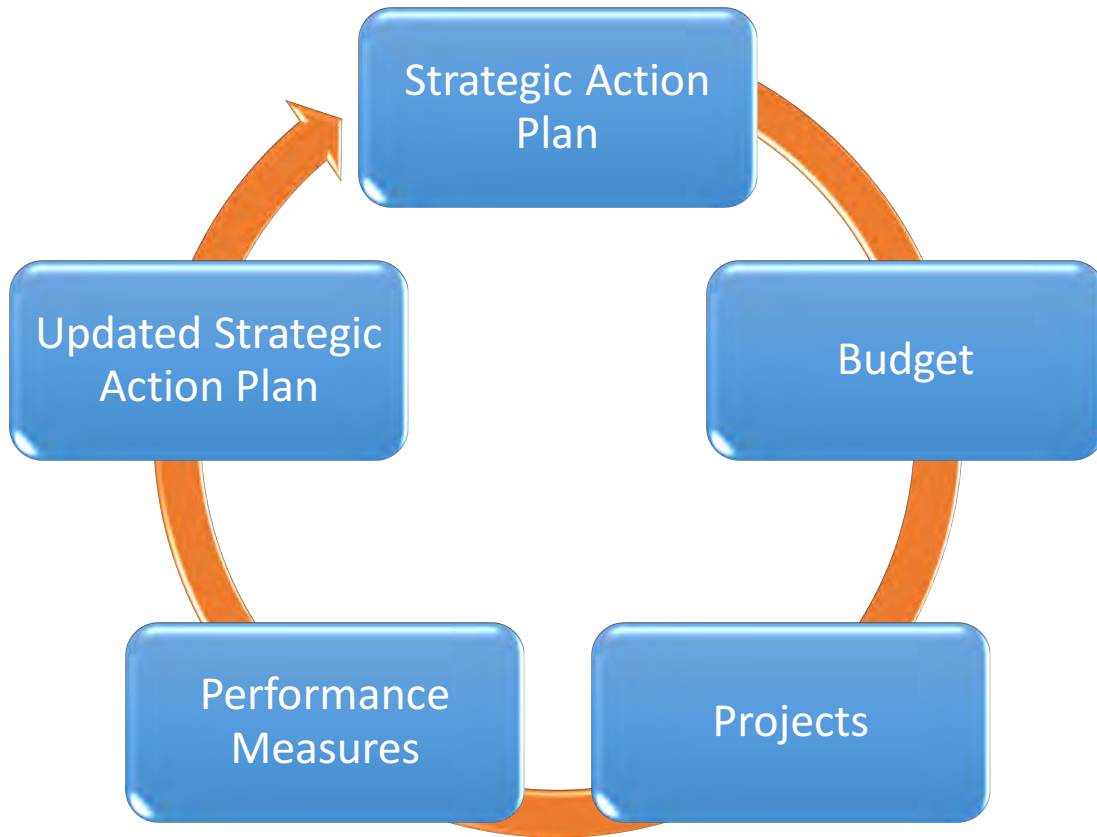 Strategic Action
Plan
Budget
Projects
Performance
Measures
Updated Strategic
Action Plan